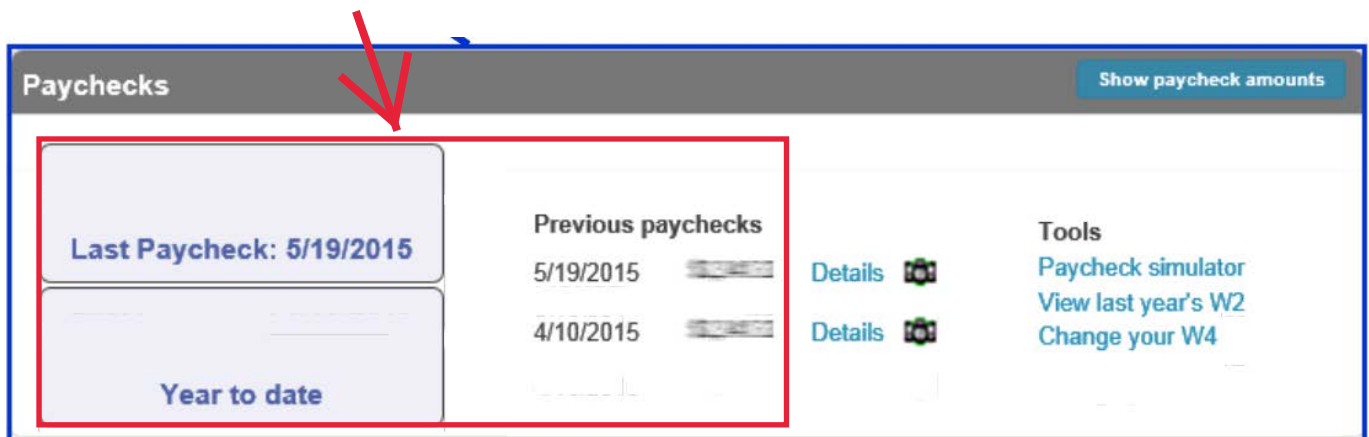 Paychecks
Show paycheck amounts
Last Paycheck: 5/19/2015
Year to date
Previous paychecks
5/19/2015 Details
4/10/2015 Details
Tools
Paycheck simulator
View last year's W2
Change your W4